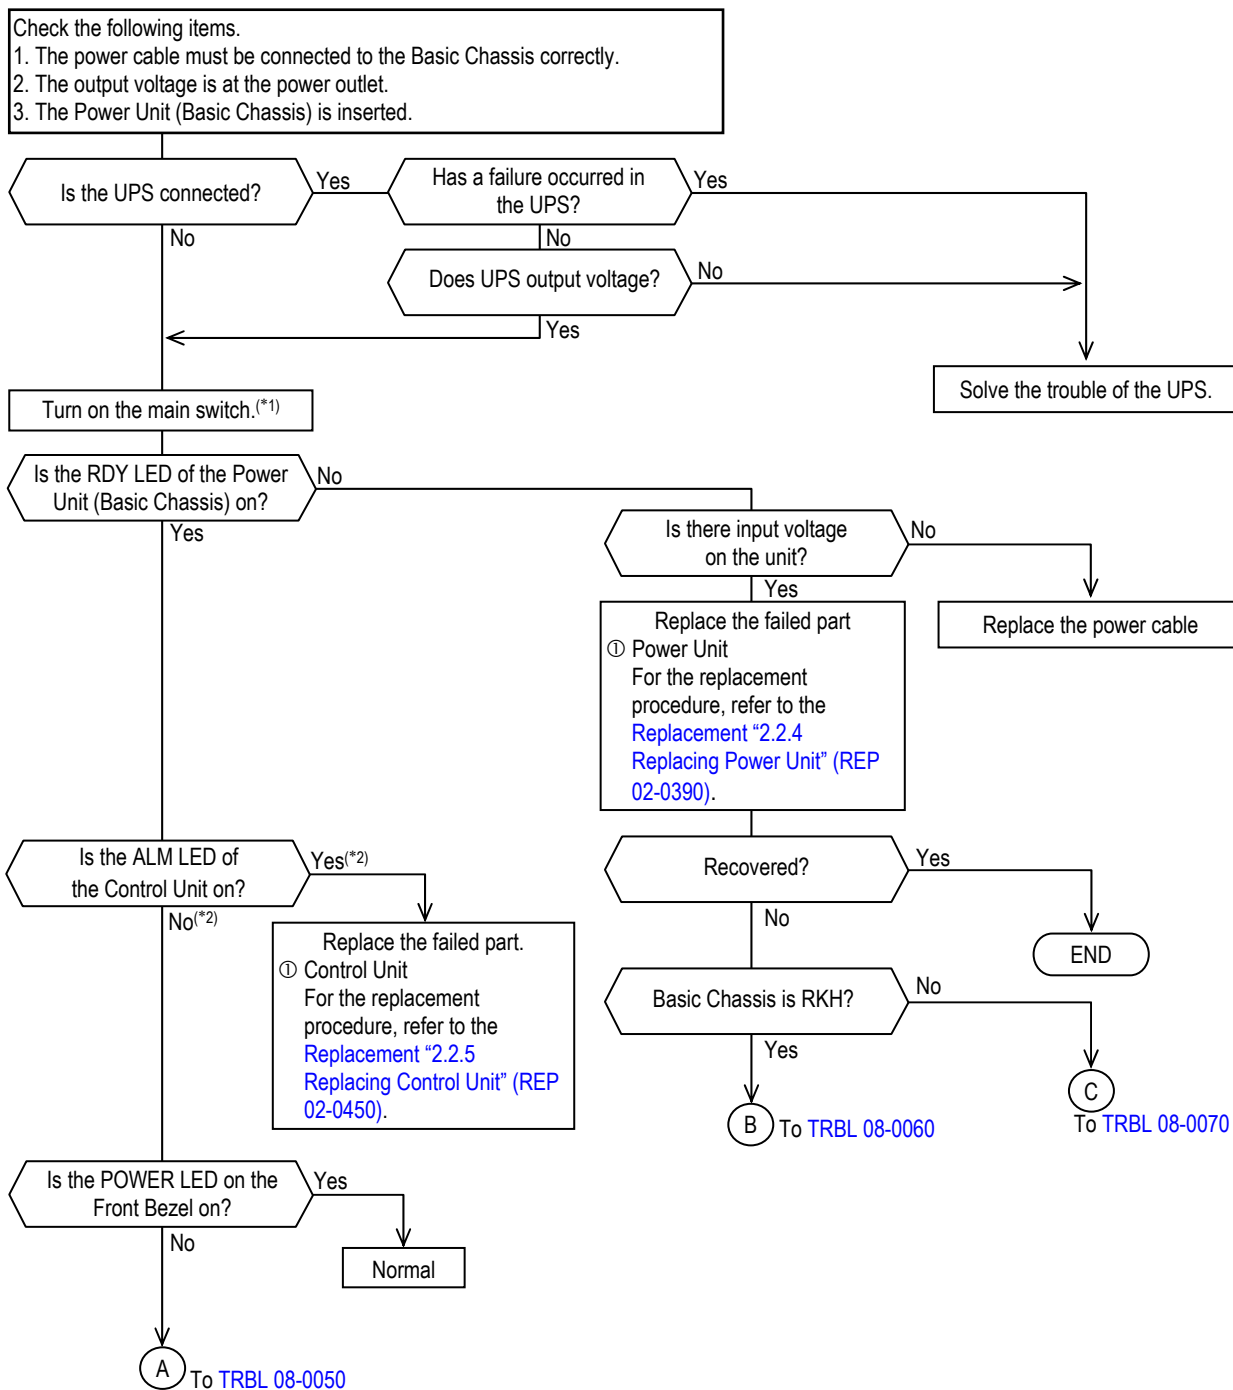 Check the following items.
1. The power cable must be connected to the Basic Chassis correctly.
2. The output voltage is at the power outlet.
3. The Power Unit (Basic Chassis) is inserted.
Is the UPS connected?
Yes
Has a failure occurred in
the UPS?
Yes
No
No
Does UPS output voltage?
No
Yes
Solve the trouble of the UPS.
Turn on the main switch.(*1)
Is the RDY LED of the Power
Unit (Basic Chassis) on?
No
Yes
Is there input voltage
on the unit?
No
Yes
Replace the power cable
Replace the failed part
① Power Unit
For the replacement
procedure, refer to the
Replacement “2.2.4
Replacing Power Unit” (REP
02-0390).
Is the ALM LED of
the Control Unit on?
Yes(*2)
No(*2)
Recovered?
Yes
No
END
Replace the failed part.
① Control Unit
For the replacement
procedure, refer to the
Replacement “2.2.5
Replacing Control Unit” (REP
02-0450).
Basic Chassis is RKH?
No
Yes
B
To TRBL 08-0060
C
To TRBL 08-0070
Is the POWER LED on the
Front Bezel on?
Yes
No
Normal
A
To TRBL 08-0050